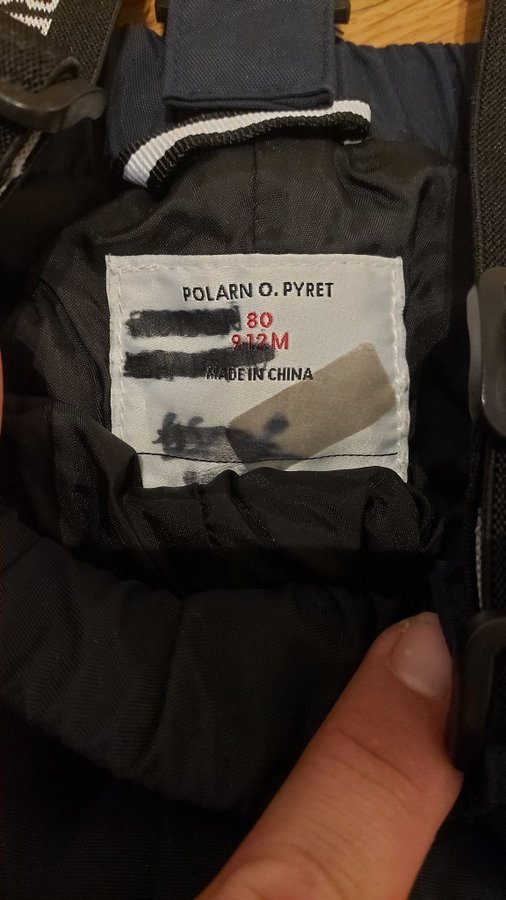 POLARN O. PYRET
80
9-12M
MADE IN CHINA